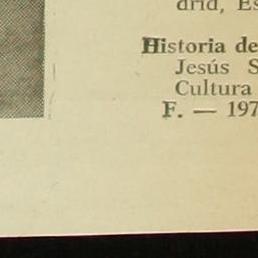 drid, Es
Historia de
Jesús S
Cultura
F. — 197